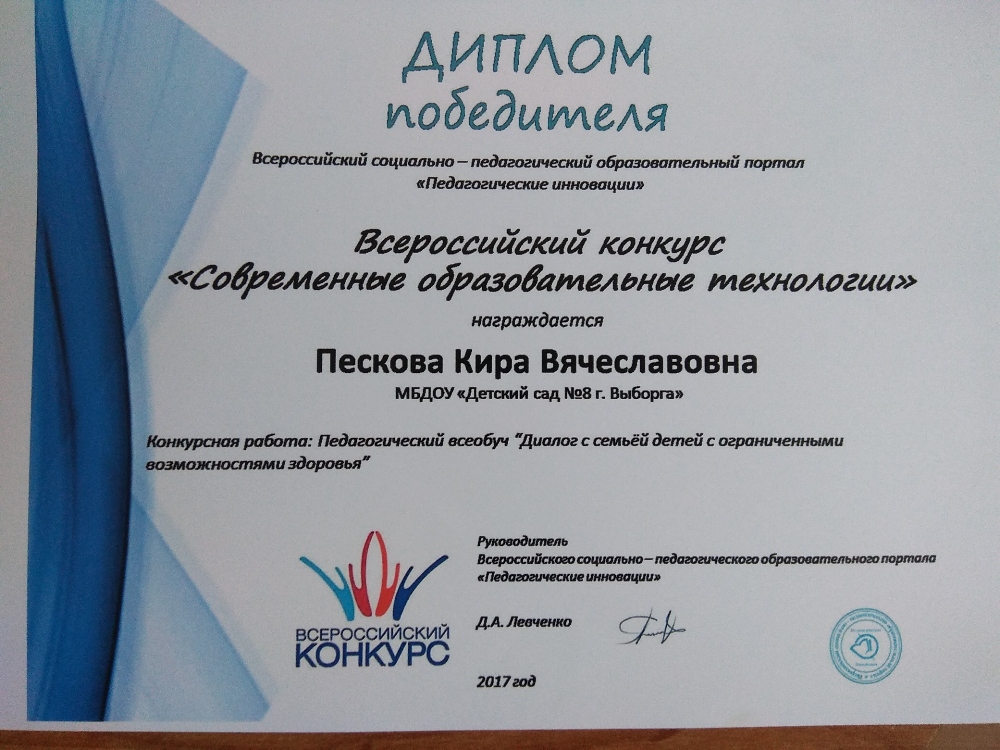 ДИПЛОМ
победителя
Всероссийский социально – педагогический образовательный портал
«Педагогические инновации»
Всероссийский конкурс
«Современные образовательные технологии»
награждается
Пескова Кира Вячеславовна
МБДОУ «Детский сад №8 г. Выборга»
Конкурсная работа: Педагогический всеобуч “Диалог с семьёй детей с ограниченными
возможностями здоровья”
ВСЕРОССИЙСКИЙ
КОНКУРС
Руководитель
Всероссийского социально – педагогического образовательного портала
«Педагогические инновации»
Д.А. Левченко
2017 год